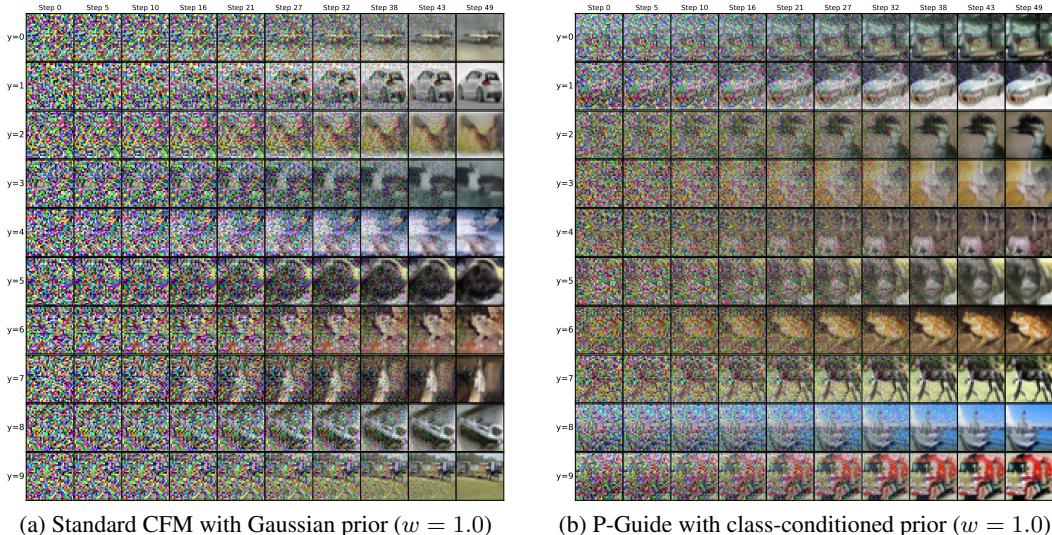 Step 0 Step 5 Step 10 Step 16 Step 21 Step 27 Step 32 Step 38 Step 43 Step 49
y=0
y=1
y=2
y=3
y=4
y=5
y=6
y=7
y=8
y=9
(a) Standard CFM with Gaussian prior (w = 1.0)
Step 0 Step 5 Step 10 Step 16 Step 21 Step 27 Step 32 Step 38 Step 43 Step 49
y=0
y=1
y=2
y=3
y=4
y=5
y=6
y=7
y=8
y=9
(b) P-Guide with class-conditioned prior (w = 1.0)